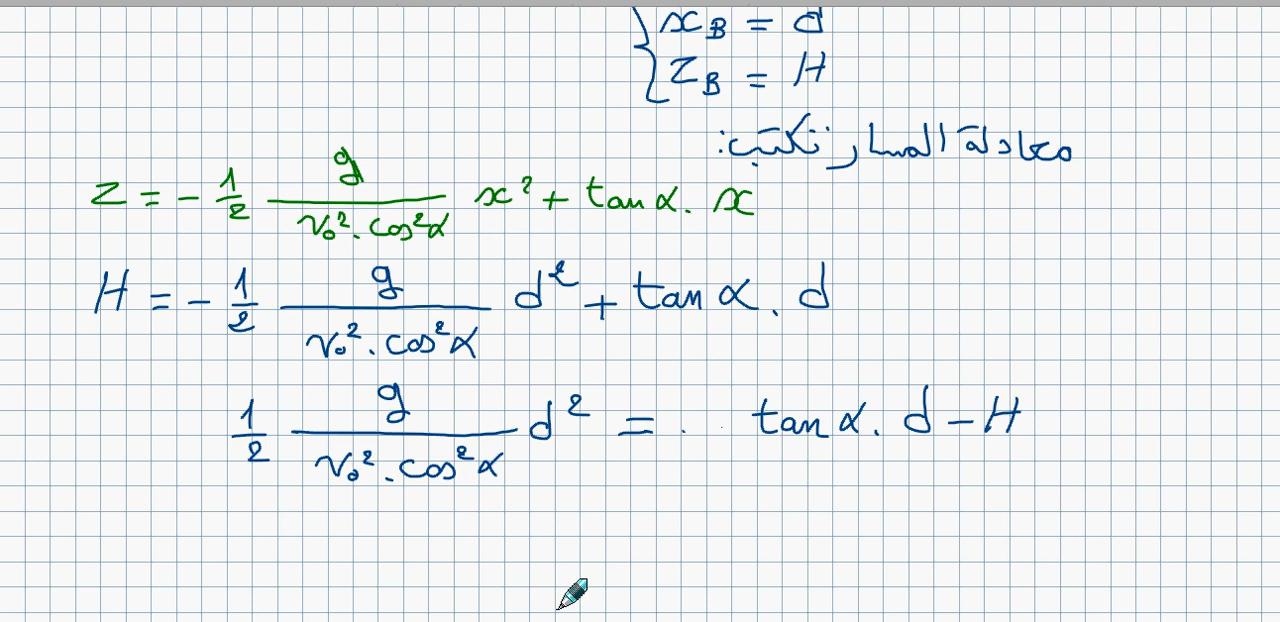 x_B = d
z_B = H
معادلة المسار تكتب:
z = - 1/2 g/(v₀². cos²α) x² + tanα. x
H = - 1/2 g/(v₀². cos²α) d² + tanα. d
1/2 g/(v₀². cos²α) d² = tanα. d - H